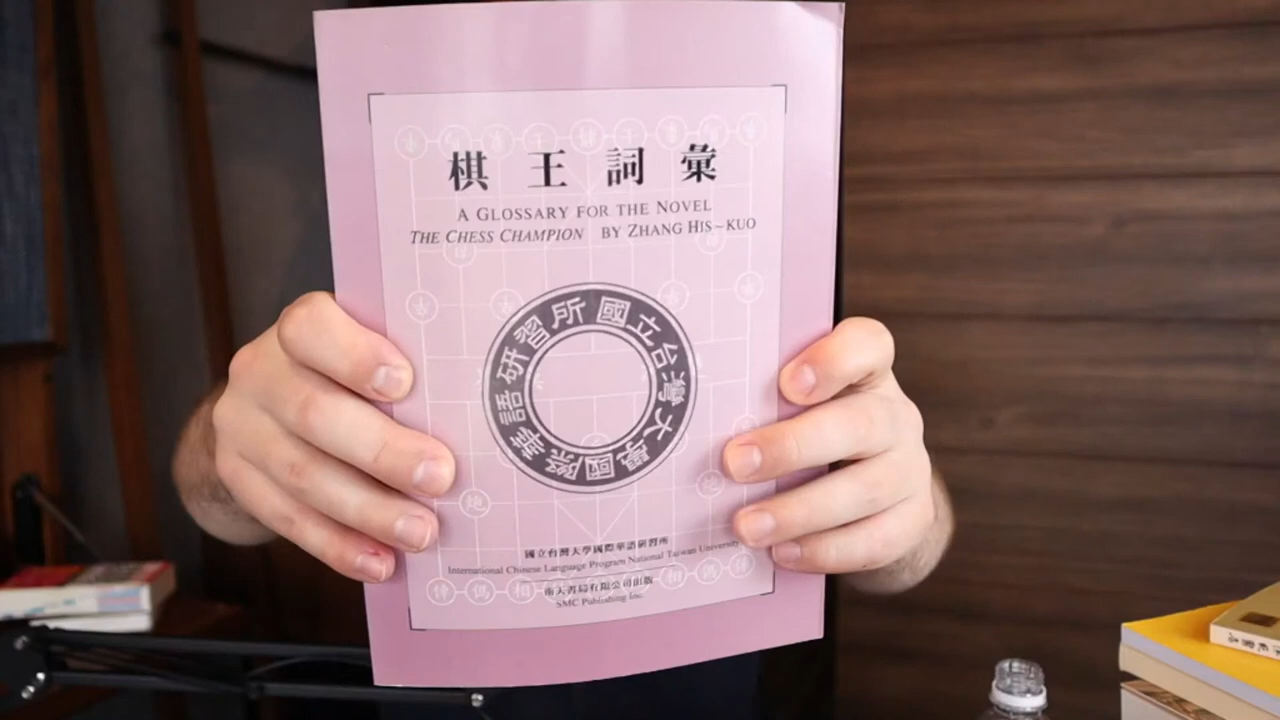 棋王詞彙
A GLOSSARY FOR THE NOVEL
THE CHESS CHAMPION BY ZHANG HIS~KUO
國立台灣大學國際華語研習所
國立台灣大學國際華語研習所
International Chinese Language Program National Taiwan University
南天書局有限公司出版
SMC Publishing Inc.